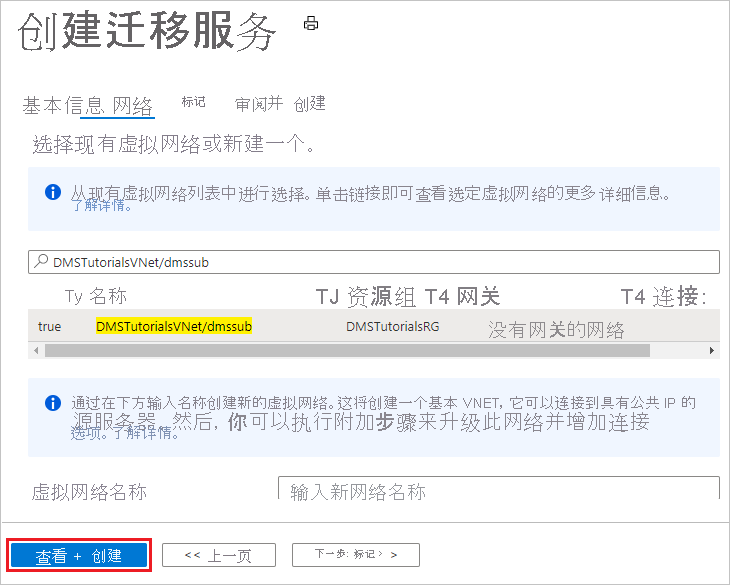 创建迁移服务
基本信息 网络 标记 审阅并 创建
选择现有虚拟网络或新建一个。
从现有虚拟网络列表中进行选择。单击链接即可查看选定虚拟网络的更多详细信息。
了解详情。
DMSTutorialsVNet/dmssub
Ty 名称 TJ 资源组 T4 网关 T4 连接:
true DMSTutorialsVNet/dmssub DMSTutorialsRG 没有网关的网络
通过在下方输入名称创建新的虚拟网络。这将创建一个基本 VNET, 它可以连接到具有公共 IP 的
源服务器。然后, 你可以执行附加步骤来升级此网络并增加连接
选项。了解详情。
虚拟网络名称 输入新网络名称
查看 + 创建 << 上一页 下一步: 标记 > >